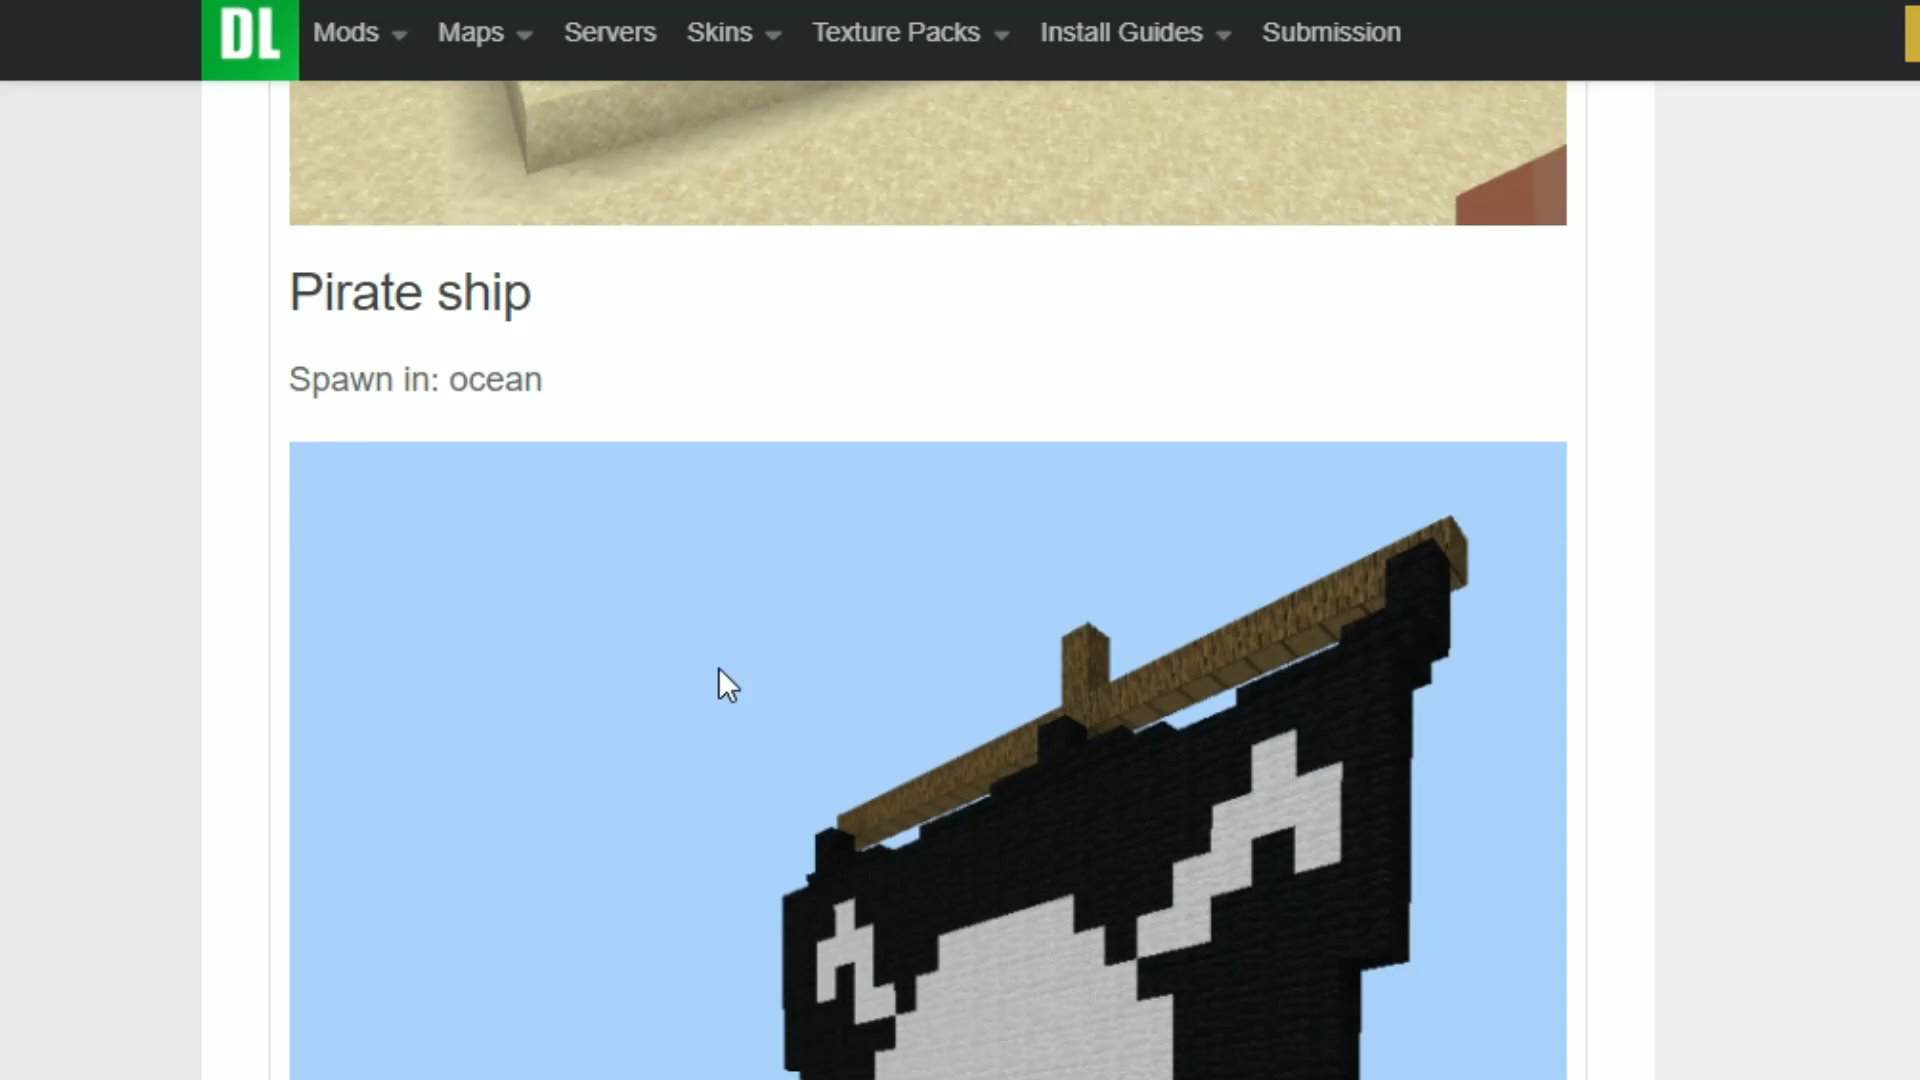 DL Mods Maps Servers Skins Texture Packs Install Guides Submission
Pirate ship
Spawn in: ocean